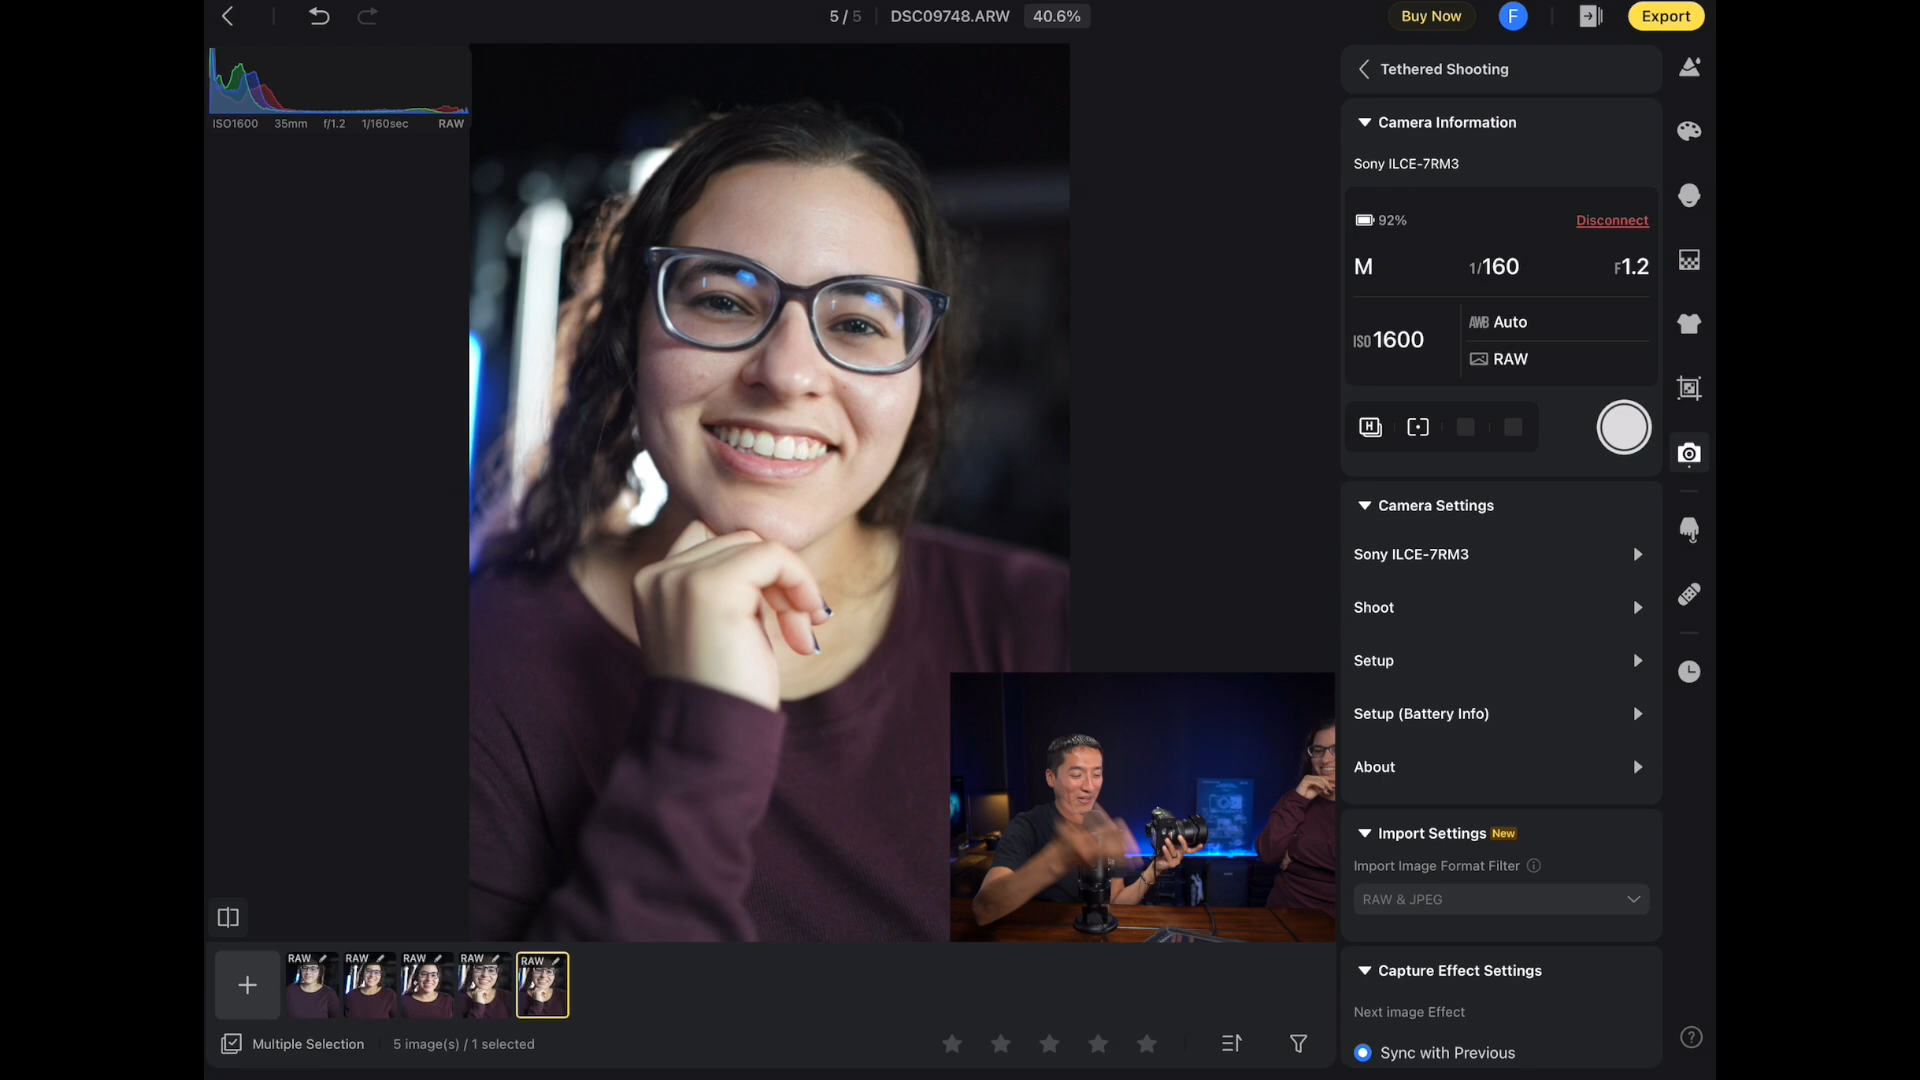 5 / 5
DSC09748.ARW
40.6%
Buy Now
F
Export
ISO1600 35mm f/1.2 1/160sec RAW
Tethered Shooting
Camera Information
Sony ILCE-7RM3
92%
Disconnect
M 1/160 F1.2
ISO 1600
AWB Auto
RAW
H
Camera Settings
Sony ILCE-7RM3
Shoot
Setup
Setup (Battery Info)
About
Import Settings New
Import Image Format Filter
RAW & JPEG
Capture Effect Settings
Next image Effect
Sync with Previous
RAW RAW RAW RAW RAW
Multiple Selection
5 image(s) / 1 selected